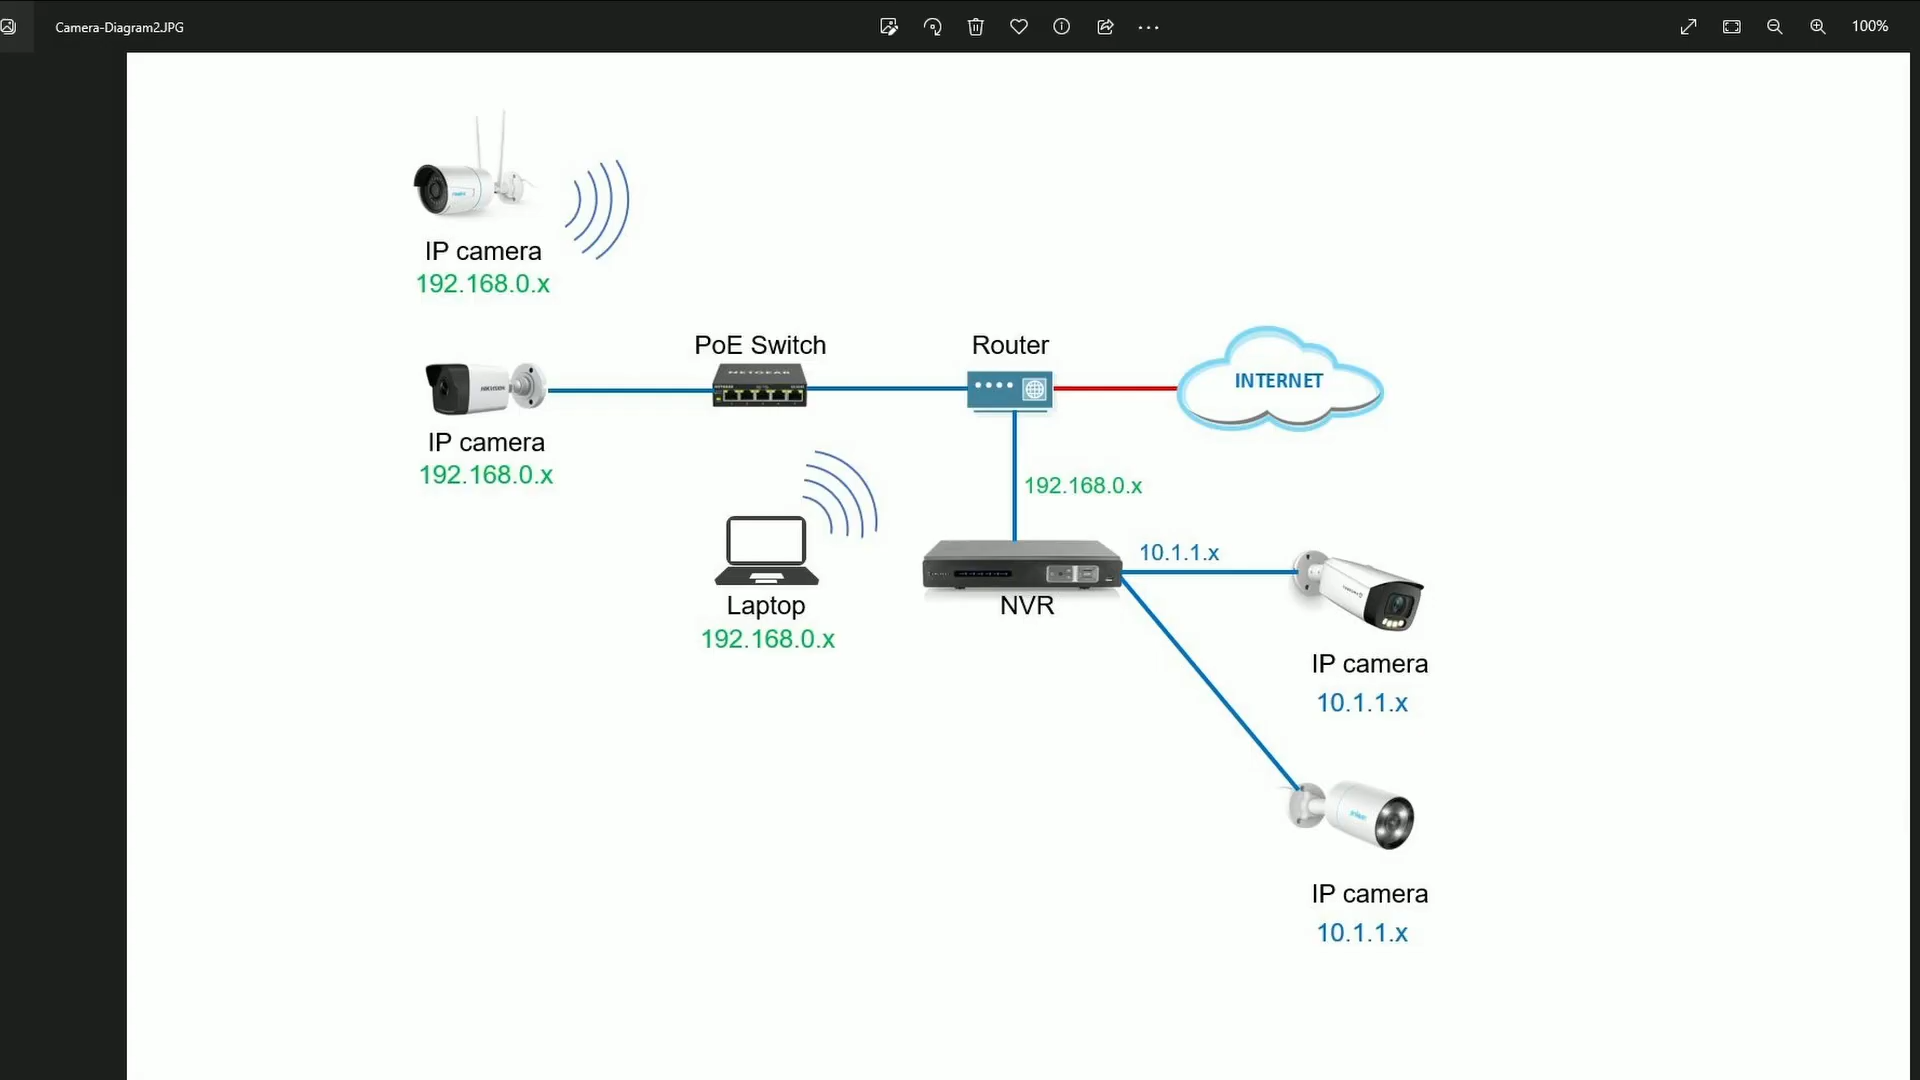 Camera-Diagram2.JPG
100%
IP camera
192.168.0.x
PoE Switch
NETGEAR
Router
INTERNET
HIKVISION
IP camera
192.168.0.x
192.168.0.x
Laptop
192.168.0.x
NVR
10.1.1.x
IP camera
10.1.1.x
IP camera
10.1.1.x